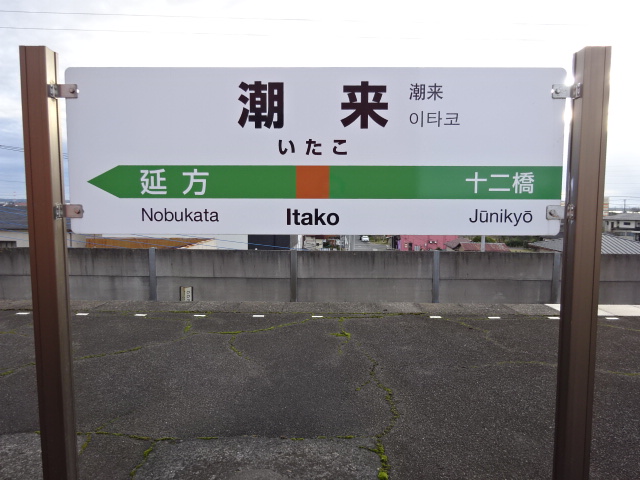 潮来 潮来
이타코
いたこ
延方 十二橋
Nobukata Itako Jūnikyō